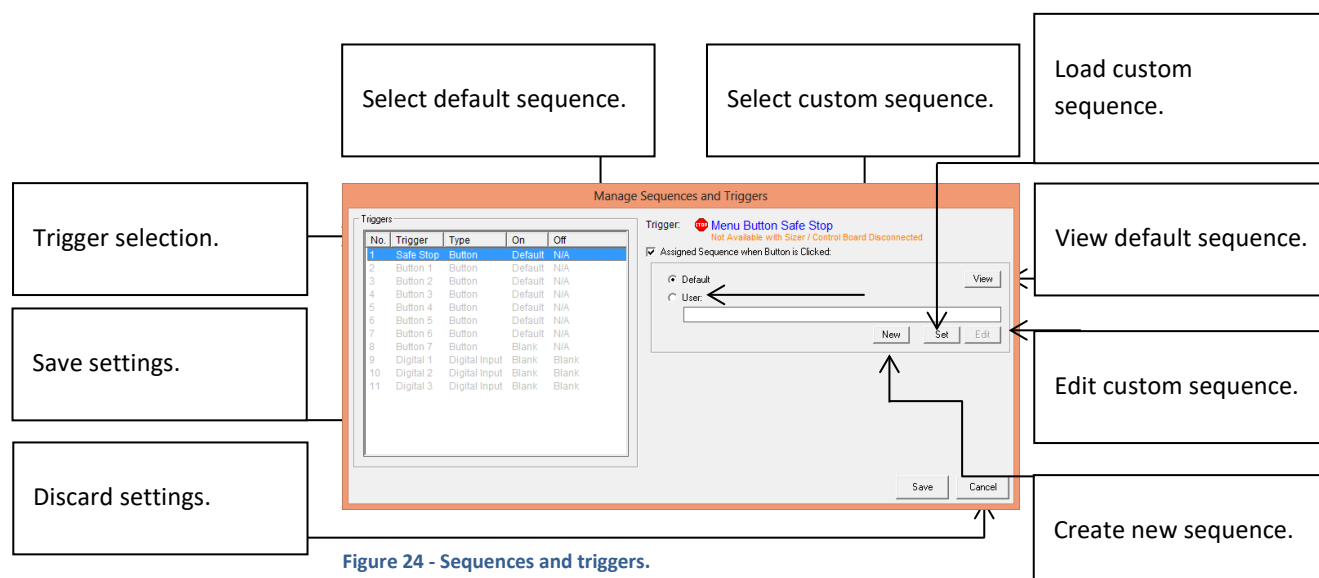 Load custom
sequence.
Select default sequence.
Select custom sequence.
Trigger selection.
Save settings.
Discard settings.
View default sequence.
Edit custom sequence.
Create new sequence.
Manage Sequences and Triggers
Triggers
No. Trigger Type On Off
1 Safe Stop Button Default N/A
2 Button 1 Button Default N/A
3 Button 2 Button Default N/A
4 Button 3 Button Default N/A
5 Button 4 Button Default N/A
6 Button 5 Button Default N/A
7 Button 6 Button Default N/A
8 Button 7 Button Blank N/A
9 Digital 1 Digital Input Blank Blank
10 Digital 2 Digital Input Blank Blank
11 Digital 3 Digital Input Blank Blank
Trigger: STOP Menu Button Safe Stop
Not Available with Sizer / Control Board Disconnected
Assigned Sequence when Button is Clicked:
Default
View
User:
New Set Edit
Save Cancel
Figure 24 - Sequences and triggers.